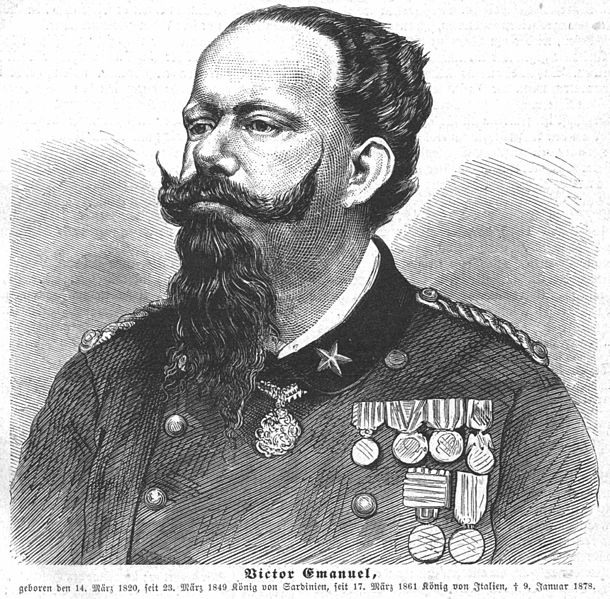 Victor Emanuel,
geboren den 14. März 1820, seit 23. März 1849 König von Sardinien, seit 17. März 1861 König von Italien, † 9. Januar 1878.